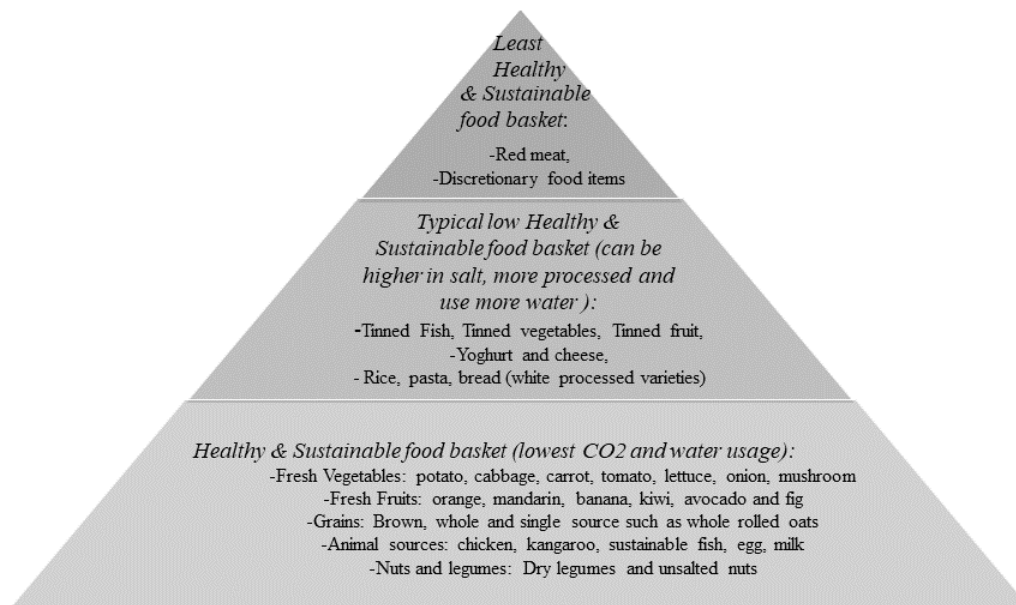 Least
Healthy
& Sustainable
food basket:
-Red meat,
-Discretionary food items
Typical low Healthy &
Sustainable food basket (can be
higher in salt, more processed and
use more water ):
-Tinned Fish, Tinned vegetables, Tinned fruit,
-Yoghurt and cheese,
- Rice, pasta, bread (white processed varieties)
Healthy & Sustainable food basket (lowest CO2 and water usage):
-Fresh Vegetables: potato, cabbage, carrot, tomato, lettuce, onion, mushroom
-Fresh Fruits: orange, mandarin, banana, kiwi, avocado and fig
-Grains: Brown, whole and single source such as whole rolled oats
-Animal sources: chicken, kangaroo, sustainable fish, egg, milk
-Nuts and legumes: Dry legumes and unsalted nuts